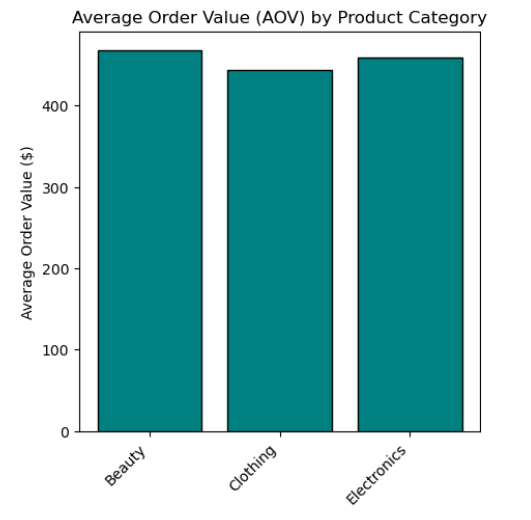 Average Order Value (AOV) by Product Category
Average Order Value ($)
400
300
200
100
0
Beauty
Clothing
Electronics